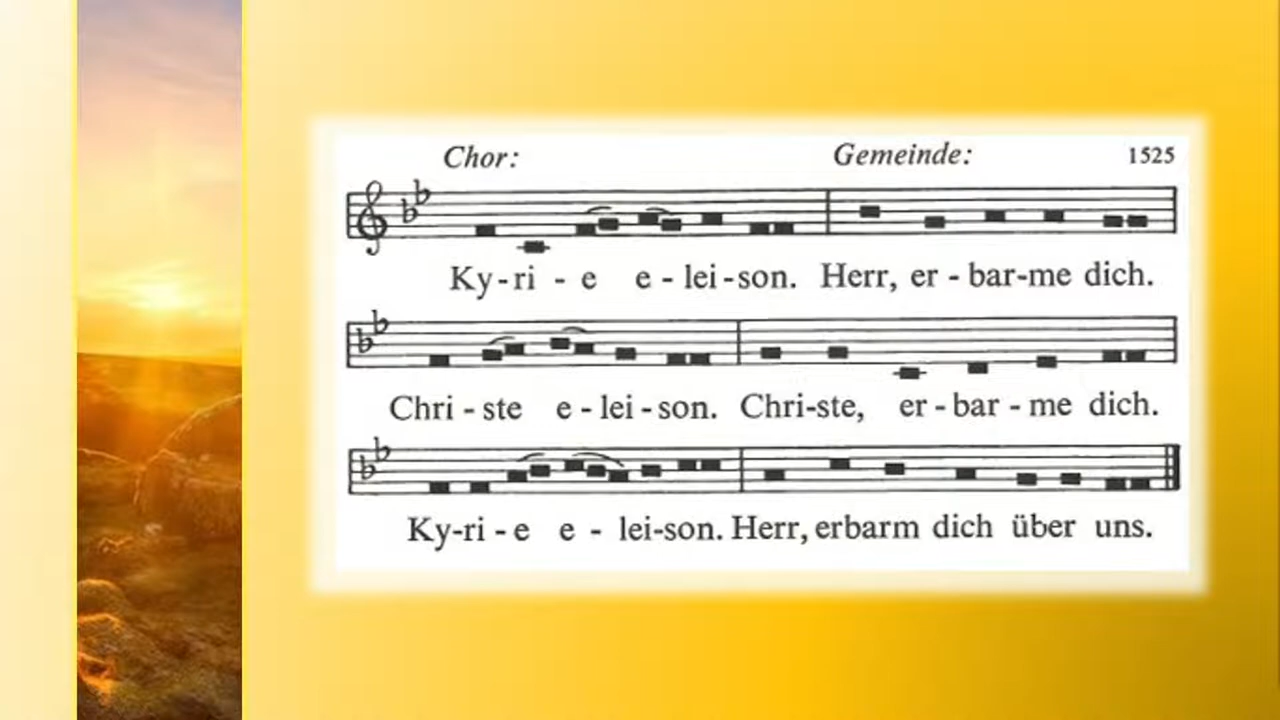 Chor: Gemeinde: 1525
Ky - ri - e e - lei - son. Herr, er - bar - me dich.
Chri - ste e - lei - son. Chri - ste, er - bar - me dich.
Ky - ri - e e - lei - son. Herr, erbarm dich über uns.